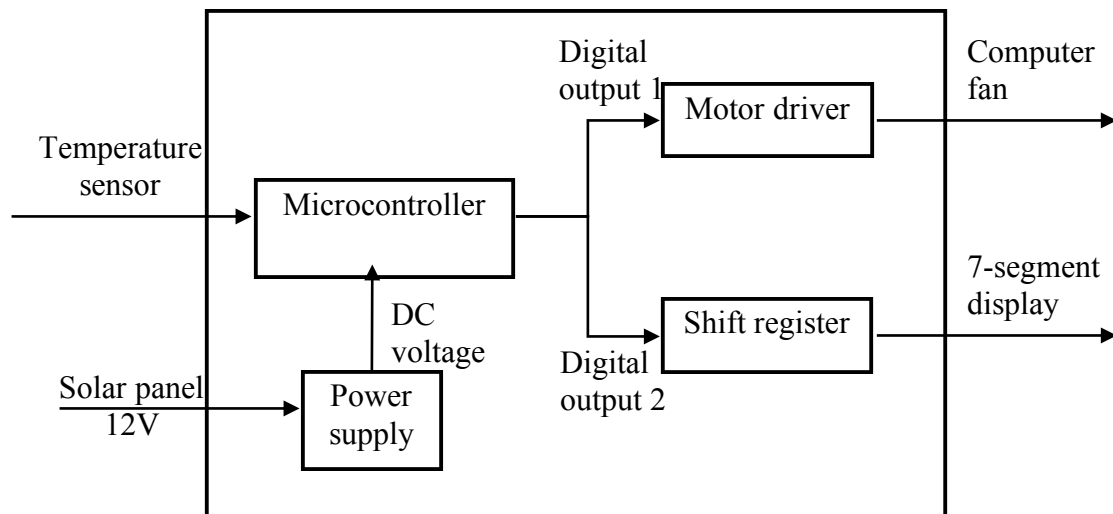 Digital
output 1
Computer
fan
Motor driver
Temperature
sensor
Microcontroller
7-segment
display
DC
voltage
Shift register
Digital
output 2
Solar panel
12V
Power
supply